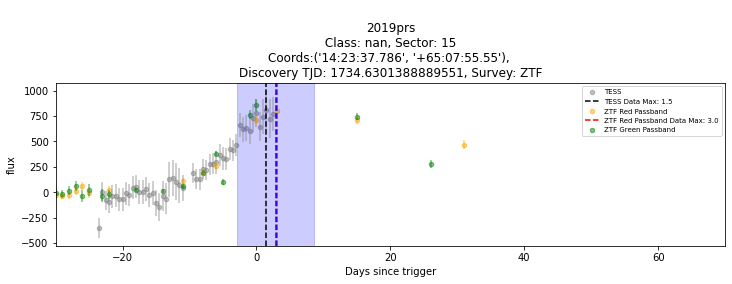 2019prs
Class: nan, Sector: 15
Coords:('14:23:37.786', '+65:07:55.55'),
Discovery TJD: 1734.6301388889551, Survey: ZTF
1000
750
500
250
0
−250
−500
flux
−20
0
20
40
60
Days since trigger
TESS
TESS Data Max: 1.5
ZTF Red Passband
ZTF Red Passband Data Max: 3.0
ZTF Green Passband